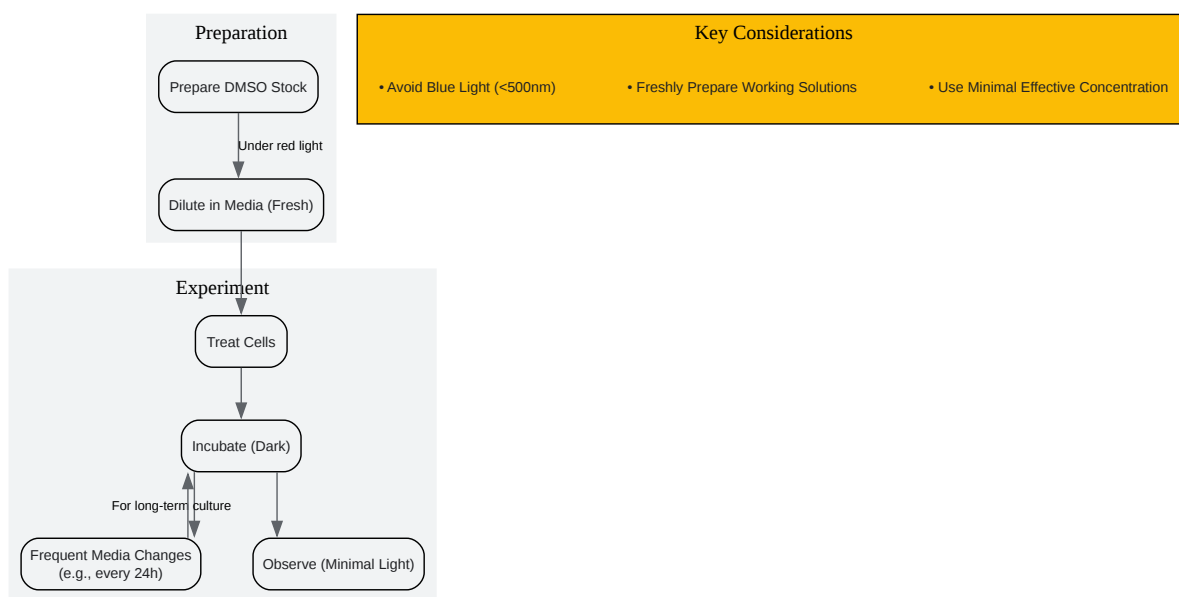 Preparation
Prepare DMSO Stock
Under red light
Dilute in Media (Fresh)
Key Considerations
• Avoid Blue Light (<500nm)
• Freshly Prepare Working Solutions
• Use Minimal Effective Concentration
Experiment
Treat Cells
Incubate (Dark)
For long-term culture
Frequent Media Changes
(e.g., every 24h)
Observe (Minimal Light)